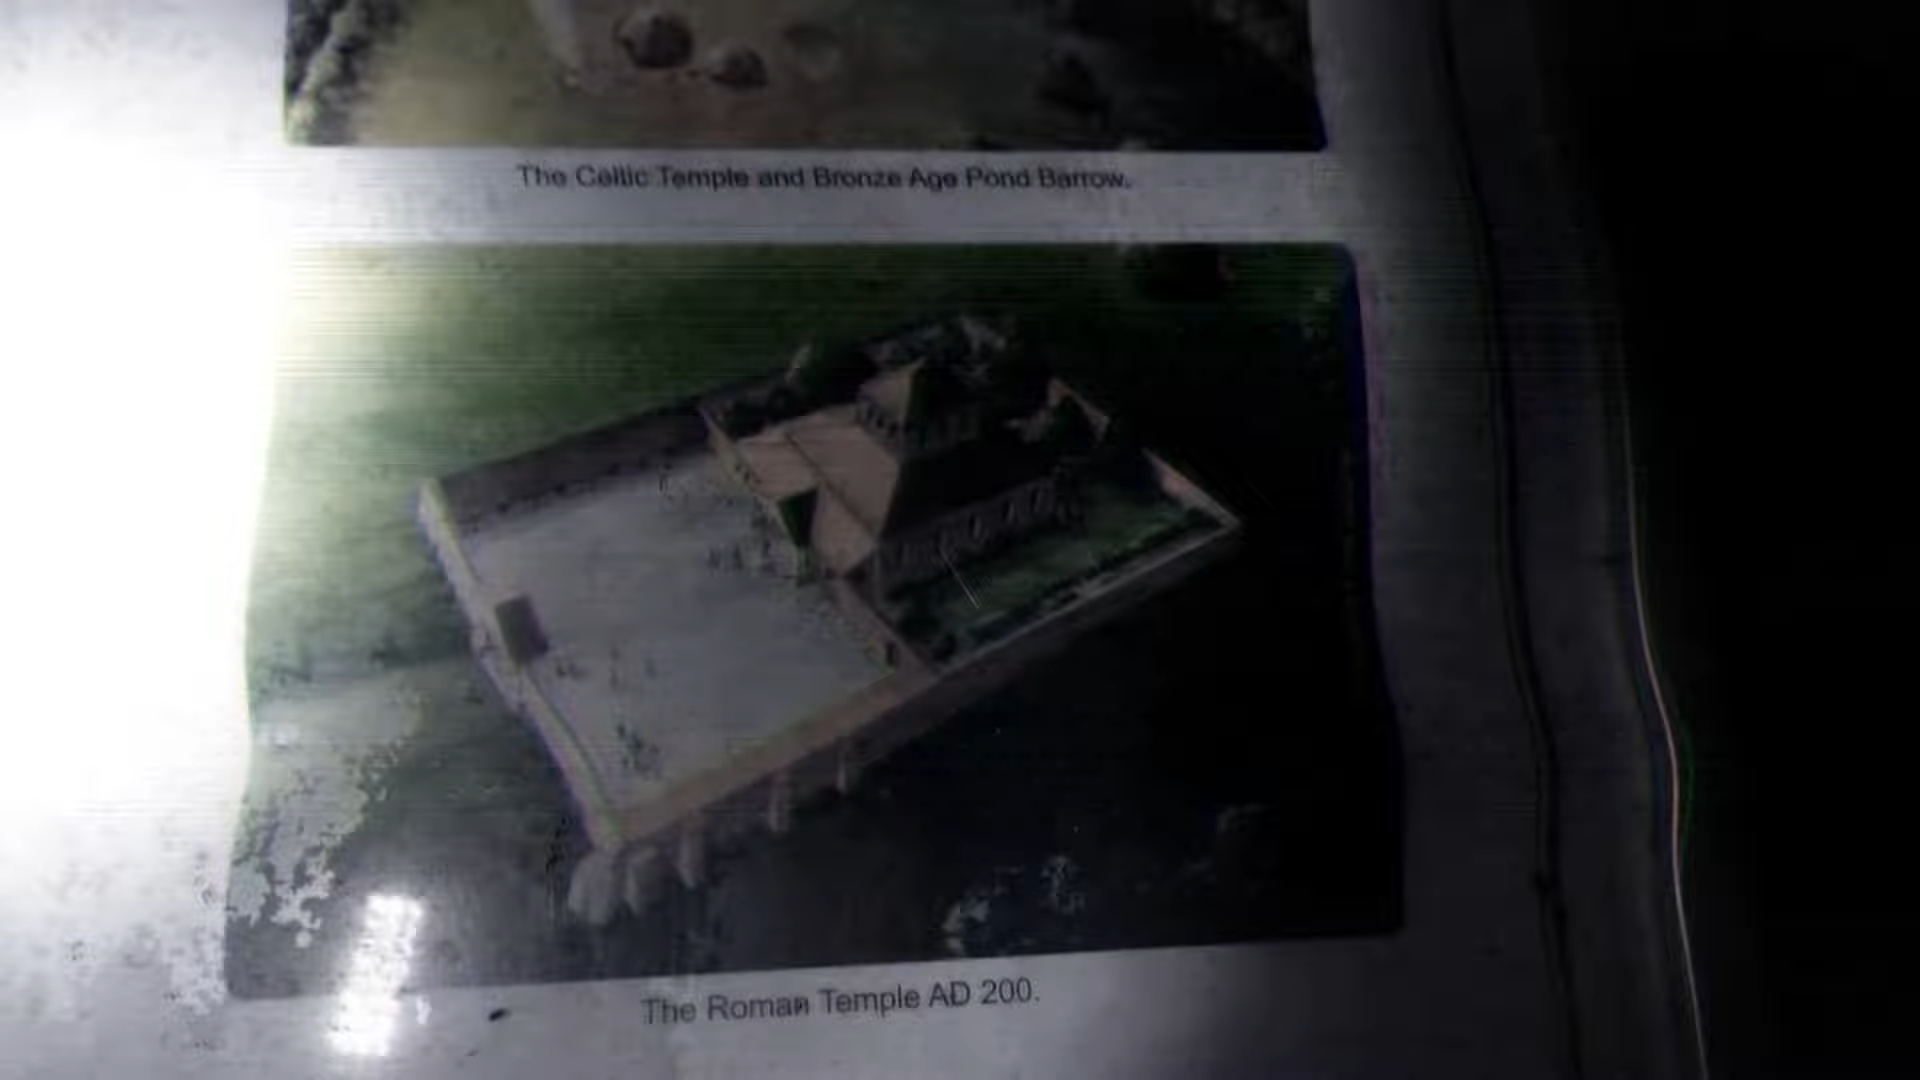 The Celtic Temple and Bronze Age Pond Barrow.
The Roman Temple AD 200.